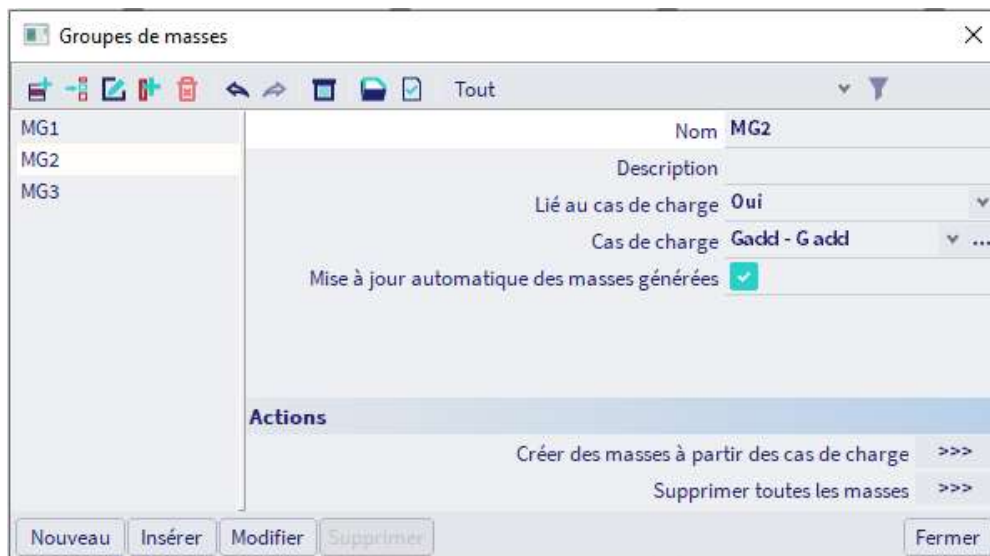 Groupes de masses
Tout
MG1
MG2
MG3
Nom MG2
Description
Lié au cas de charge Oui
Cas de charge Gadd - G add ...
Mise à jour automatique des masses générées
Actions
Créer des masses à partir des cas de charge >>>
Supprimer toutes les masses >>>
Nouveau Insérer Modifier Supprimer Fermer